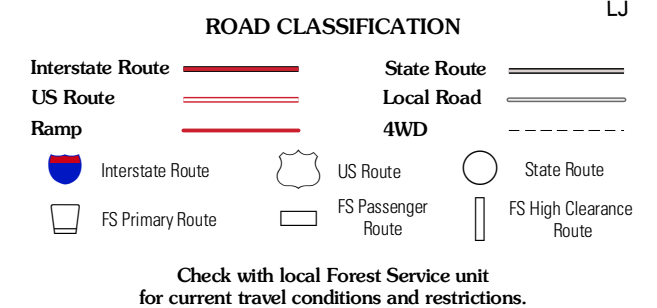 LJ
ROAD CLASSIFICATION
Interstate Route State Route
US Route Local Road
Ramp 4WD
Interstate Route US Route State Route
FS Primary Route FS Passenger Route FS High Clearance Route
Check with local Forest Service unit
for current travel conditions and restrictions.